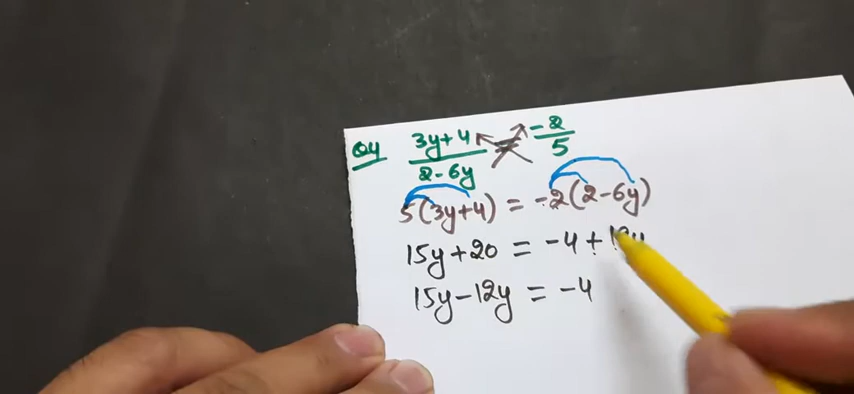 Q4 (3y+4)/(2-6y) = -2/5
5(3y+4) = -2(2-6y)
15y+20 = -4+12y
15y-12y = -4